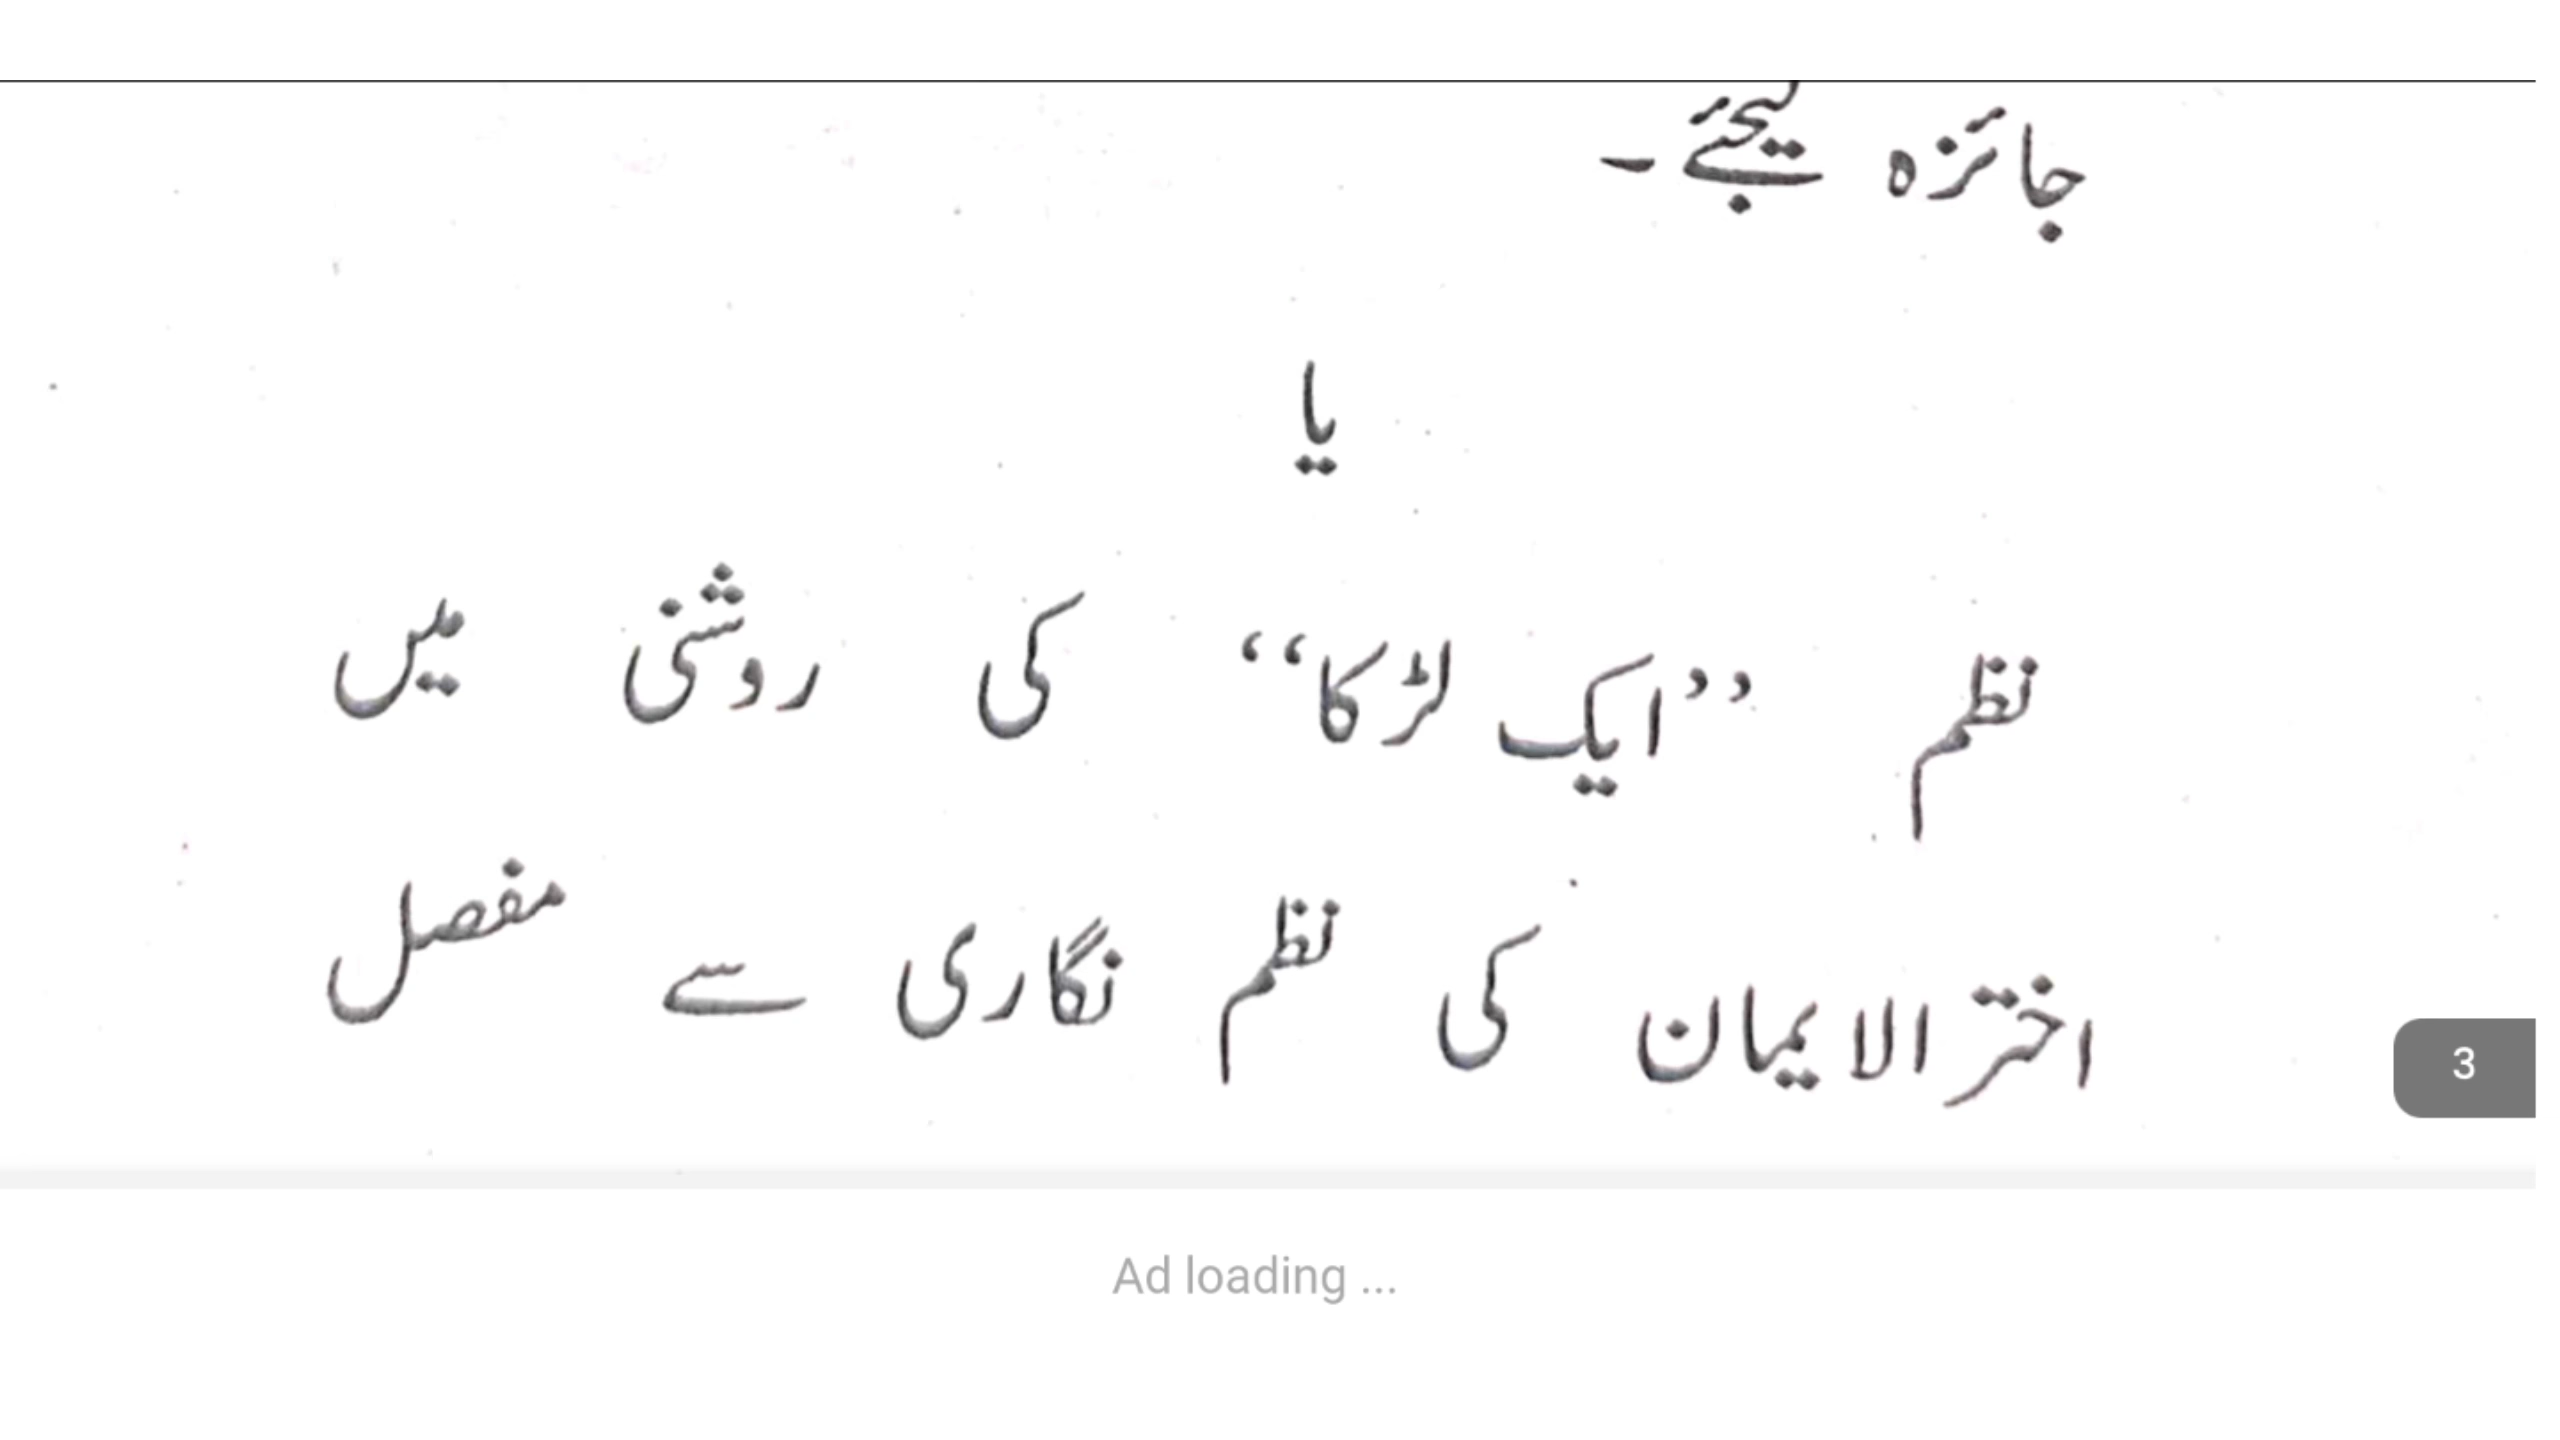 جائزہ لیجئے۔
یا
نظم ’’ایک لڑکا‘‘ کی روشنی میں
اخترالایمان کی نظم نگاری سے مفصل
3
Ad loading ...